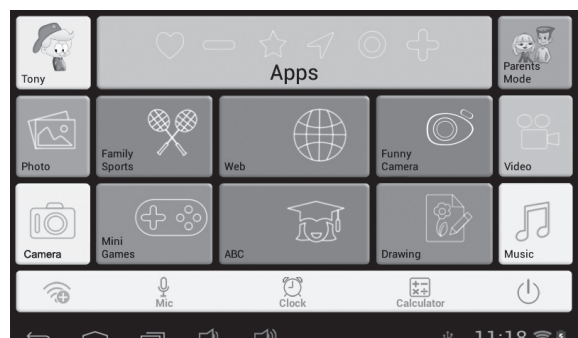 Apps
Tony
Parents
Mode
Photo
Family
Sports
Web
Funny
Camera
Video
Camera
Mini
Games
ABC
Drawing
Music
Mic
Clock
Calculator
11:18